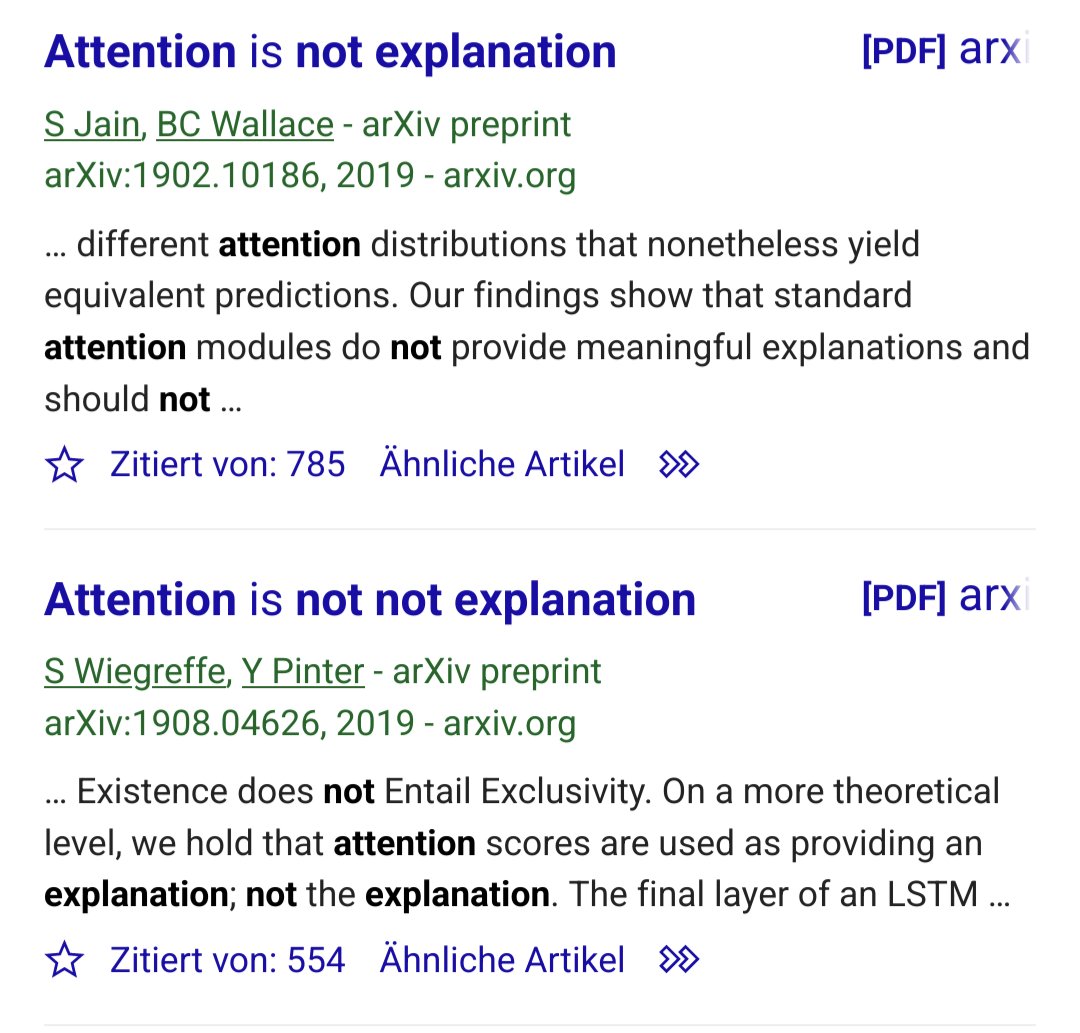 Attention is not explanation
[PDF] arxi
S Jain, BC Wallace - arXiv preprint
arXiv:1902.10186, 2019 - arxiv.org
... different attention distributions that nonetheless yield
equivalent predictions. Our findings show that standard
attention modules do not provide meaningful explanations and
should not ...
Zitiert von: 785 Ähnliche Artikel
Attention is not not explanation
[PDF] arxi
S Wiegreffe, Y Pinter - arXiv preprint
arXiv:1908.04626, 2019 - arxiv.org
... Existence does not Entail Exclusivity. On a more theoretical
level, we hold that attention scores are used as providing an
explanation; not the explanation. The final layer of an LSTM ...
Zitiert von: 554 Ähnliche Artikel